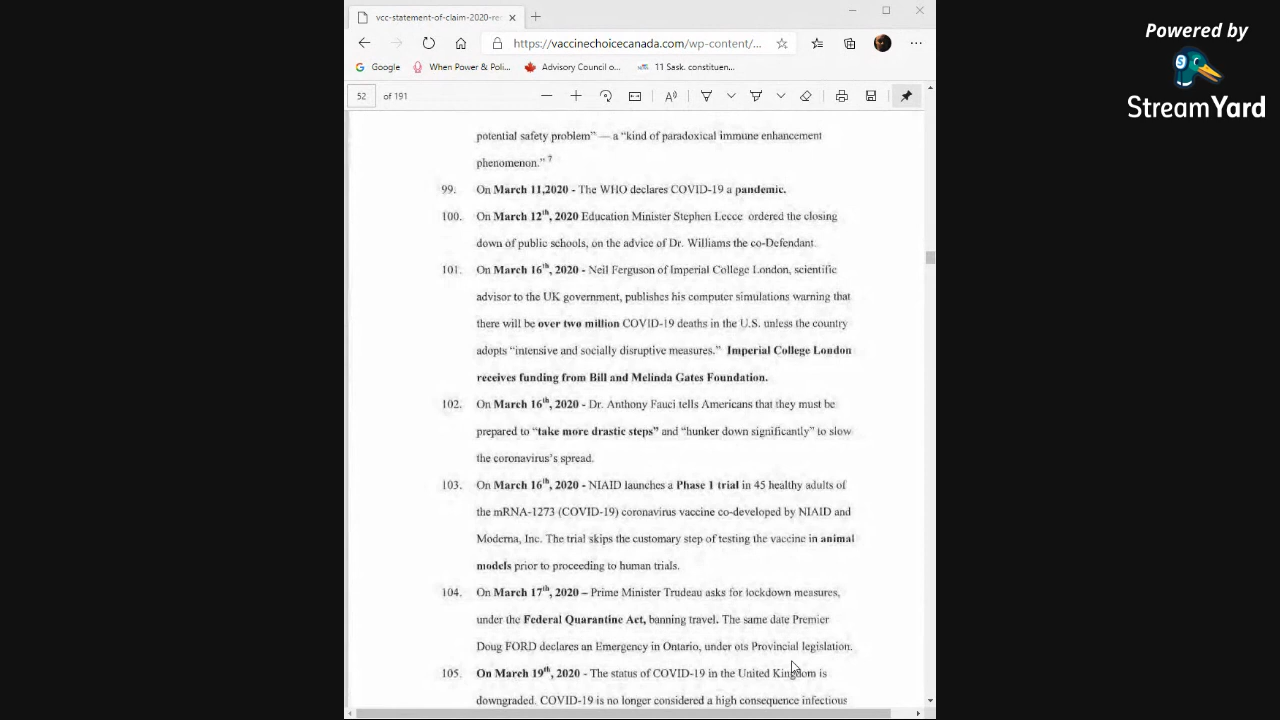 vcc-statement-of-claim-2020-re
https://vaccinechoicecanada.com/wp-content/...
Google
When Power & Poli...
Advisory Council o...
11 Sask. constituen...
52 of 191
Powered by
StreamYard
potential safety problem” — a “kind of paradoxical immune enhancement
phenomenon.” 7
99. On March 11,2020 - The WHO declares COVID-19 a pandemic.
100. On March 12th, 2020 Education Minister Stephen Lecce ordered the closing
down of public schools, on the advice of Dr. Williams the co-Defendant.
101. On March 16th, 2020 - Neil Ferguson of Imperial College London, scientific
advisor to the UK government, publishes his computer simulations warning that
there will be over two million COVID-19 deaths in the U.S. unless the country
adopts “intensive and socially disruptive measures.” Imperial College London
receives funding from Bill and Melinda Gates Foundation.
102. On March 16th, 2020 - Dr. Anthony Fauci tells Americans that they must be
prepared to “take more drastic steps” and “hunker down significantly” to slow
the coronavirus’s spread.
103. On March 16th, 2020 - NIAID launches a Phase 1 trial in 45 healthy adults of
the mRNA-1273 (COVID-19) coronavirus vaccine co-developed by NIAID and
Moderna, Inc. The trial skips the customary step of testing the vaccine in animal
models prior to proceeding to human trials.
104. On March 17th, 2020 – Prime Minister Trudeau asks for lockdown measures,
under the Federal Quarantine Act, banning travel. The same date Premier
Doug FORD declares an Emergency in Ontario, under ots Provincial legislation.
105. On March 19th, 2020 - The status of COVID-19 in the United Kingdom is
downgraded. COVID-19 is no longer considered a high consequence infectious